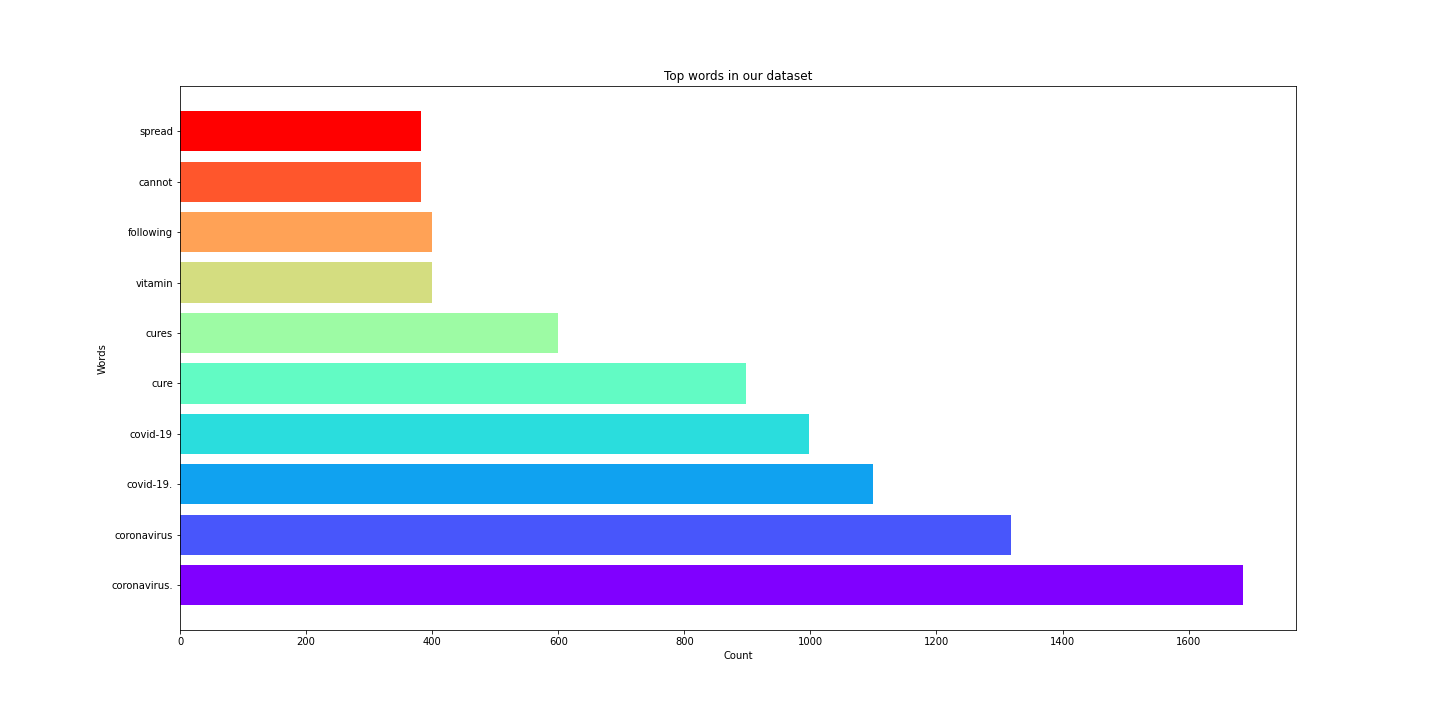 Top words in our dataset
spread
cannot
following
vitamin
cures
cure
covid-19
covid-19.
coronavirus
coronavirus.
Words
0 200 400 600 800 1000 1200 1400 1600
Count